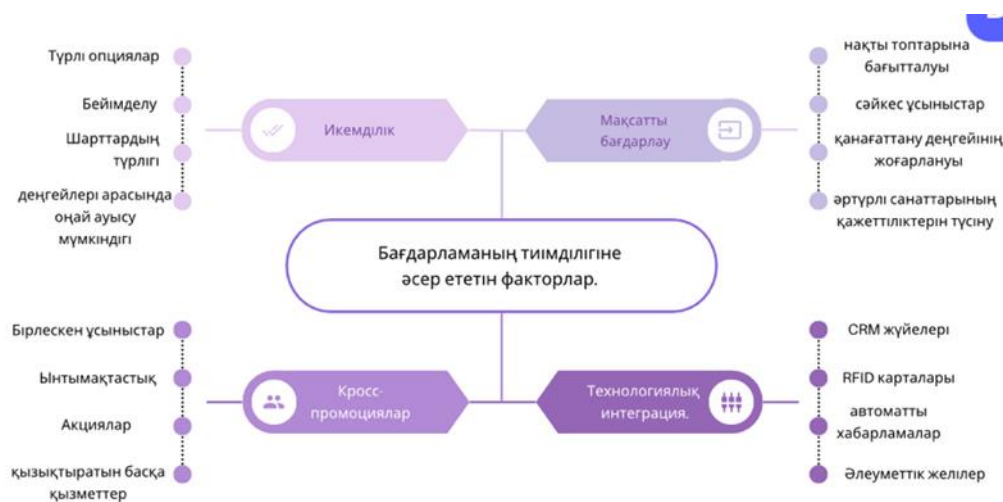 Түрлі опциялар
Бейімделу
Шарттардың
түрлігі
деңгейлері арасында
оңай ауысу
мүмкіндігі
Икемділік
Мақсатты
бағдарлау
нақты топтарына
бағытталуы
сәйкес ұсыныстар
қанағаттану деңгейінің
жоғарлануы
әртүрлі санаттарының
қажеттіліктерін түсіну
Бағдарламаның тиімділігіне
әсер ететін факторлар.
Бірлескен ұсыныстар
Ынтымақтастық
Акциялар
қызықтыратын басқа
қызметтер
Кросс-
промоциялар
Технологиялық
интеграция.
CRM жүйелері
RFID карталары
автоматты
хабарламалар
Әлеуметтік желілер